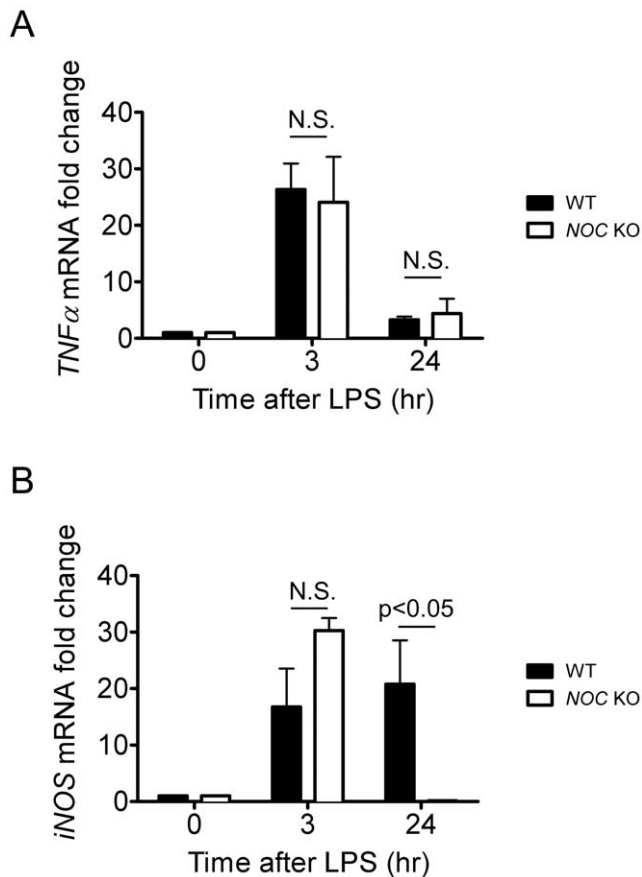 A
TNFα mRNA fold change
40
30
20
10
0
N.S.
N.S.
0 3 24
Time after LPS (hr)
WT
NOC KO
B
iNOS mRNA fold change
40
30
20
10
0
N.S.
p<0.05
0 3 24
Time after LPS (hr)
WT
NOC KO